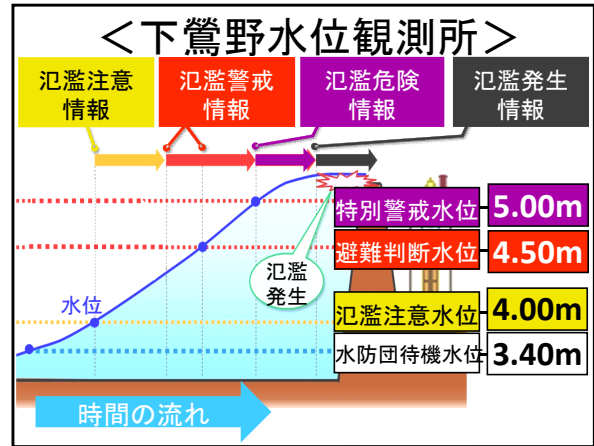 ＜下鶯野水位観測所＞
氾濫注意
情報
氾濫警戒
情報
氾濫危険
情報
氾濫発生
情報
特別警戒水位
5.00m
避難判断水位
4.50m
氾濫
発生
水位
氾濫注意水位
4.00m
水防団待機水位
3.40m
時間の流れ